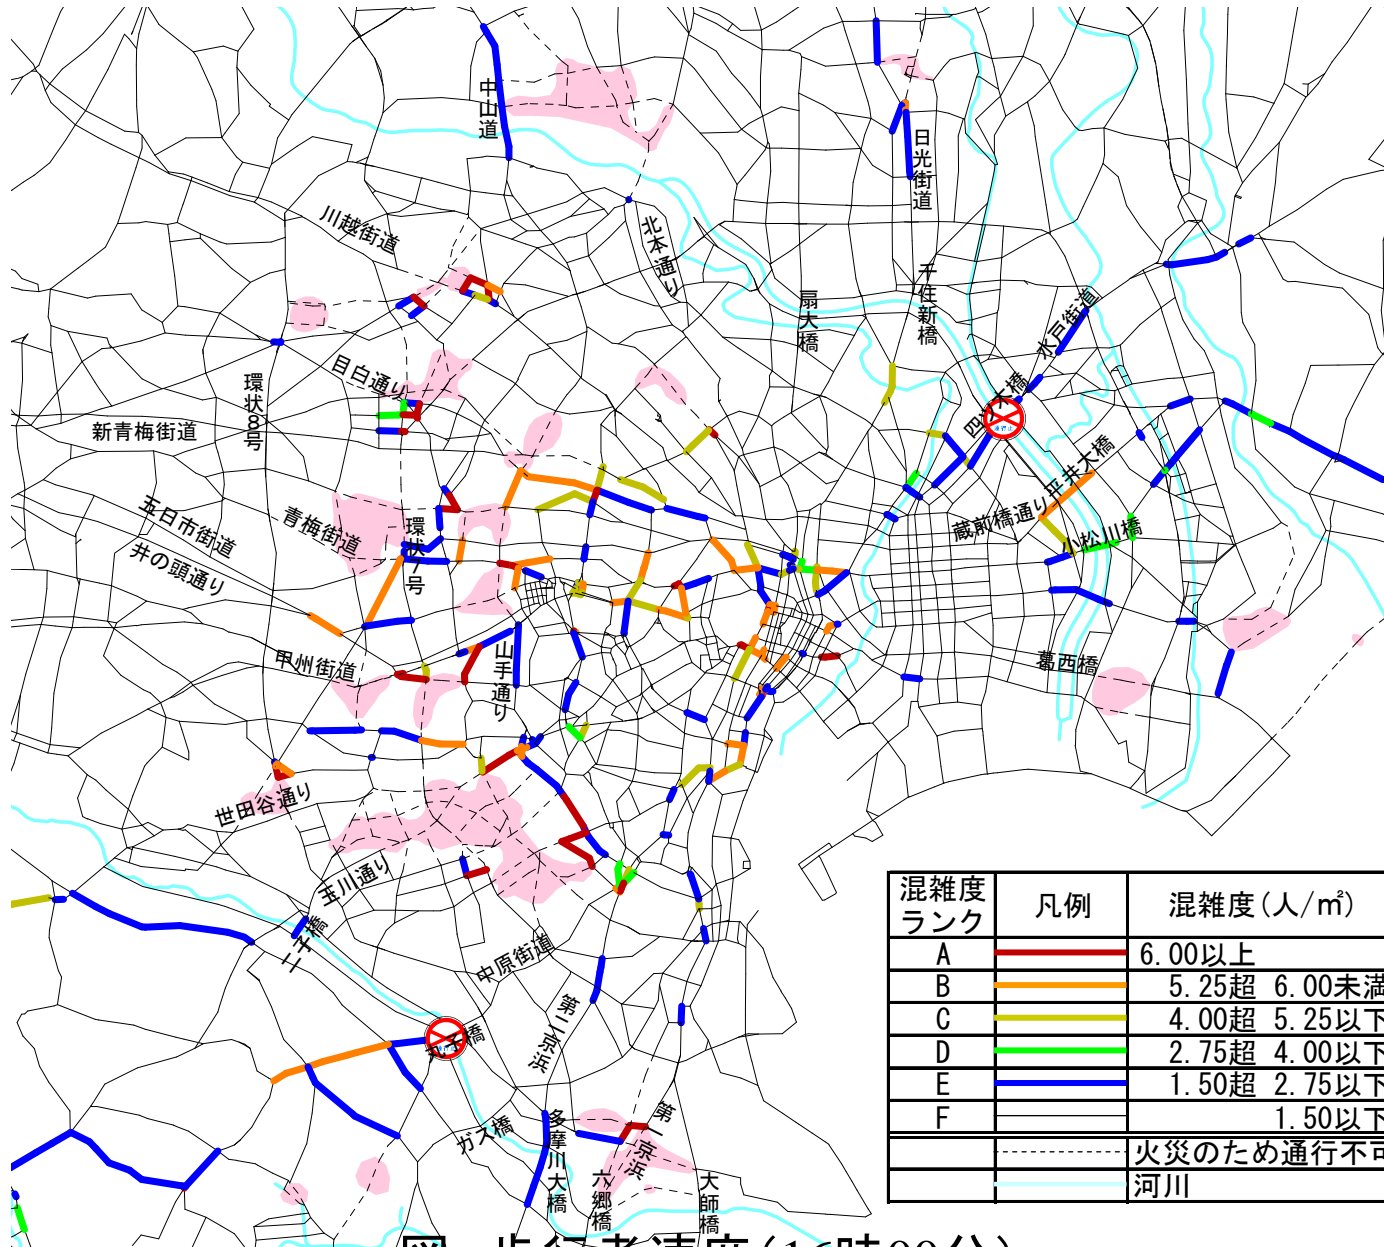 中山道
日光街道
川越街道
北本通り
千住新橋
扇大橋
水戸街道
目白通り
環状8号
四ツ木橋
新青梅街道
平井大橋
五日市街道
青梅街道
環状7号
蔵前橋通り
小松川橋
井の頭通り
甲州街道
山手通り
葛西橋
世田谷通り
玉川通り
二子橋
中原街道
第二京浜
丸子橋
ガス橋
多摩川大橋
六郷橋
第一京浜
大師橋
混雑度ランク 凡例 混雑度(人/㎡)
A 6.00以上
B 5.25超 6.00未満
C 4.00超 5.25以下
D 2.75超 4.00以下
E 1.50超 2.75以下
F 1.50以下
火災のため通行不可
河川